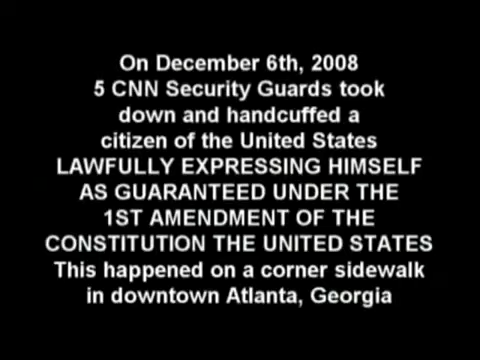 On December 6th, 2008
5 CNN Security Guards took
down and handcuffed a
citizen of the United States
LAWFULLY EXPRESSING HIMSELF
AS GUARANTEED UNDER THE
1ST AMENDMENT OF THE
CONSTITUTION THE UNITED STATES
This happened on a corner sidewalk
in downtown Atlanta, Georgia